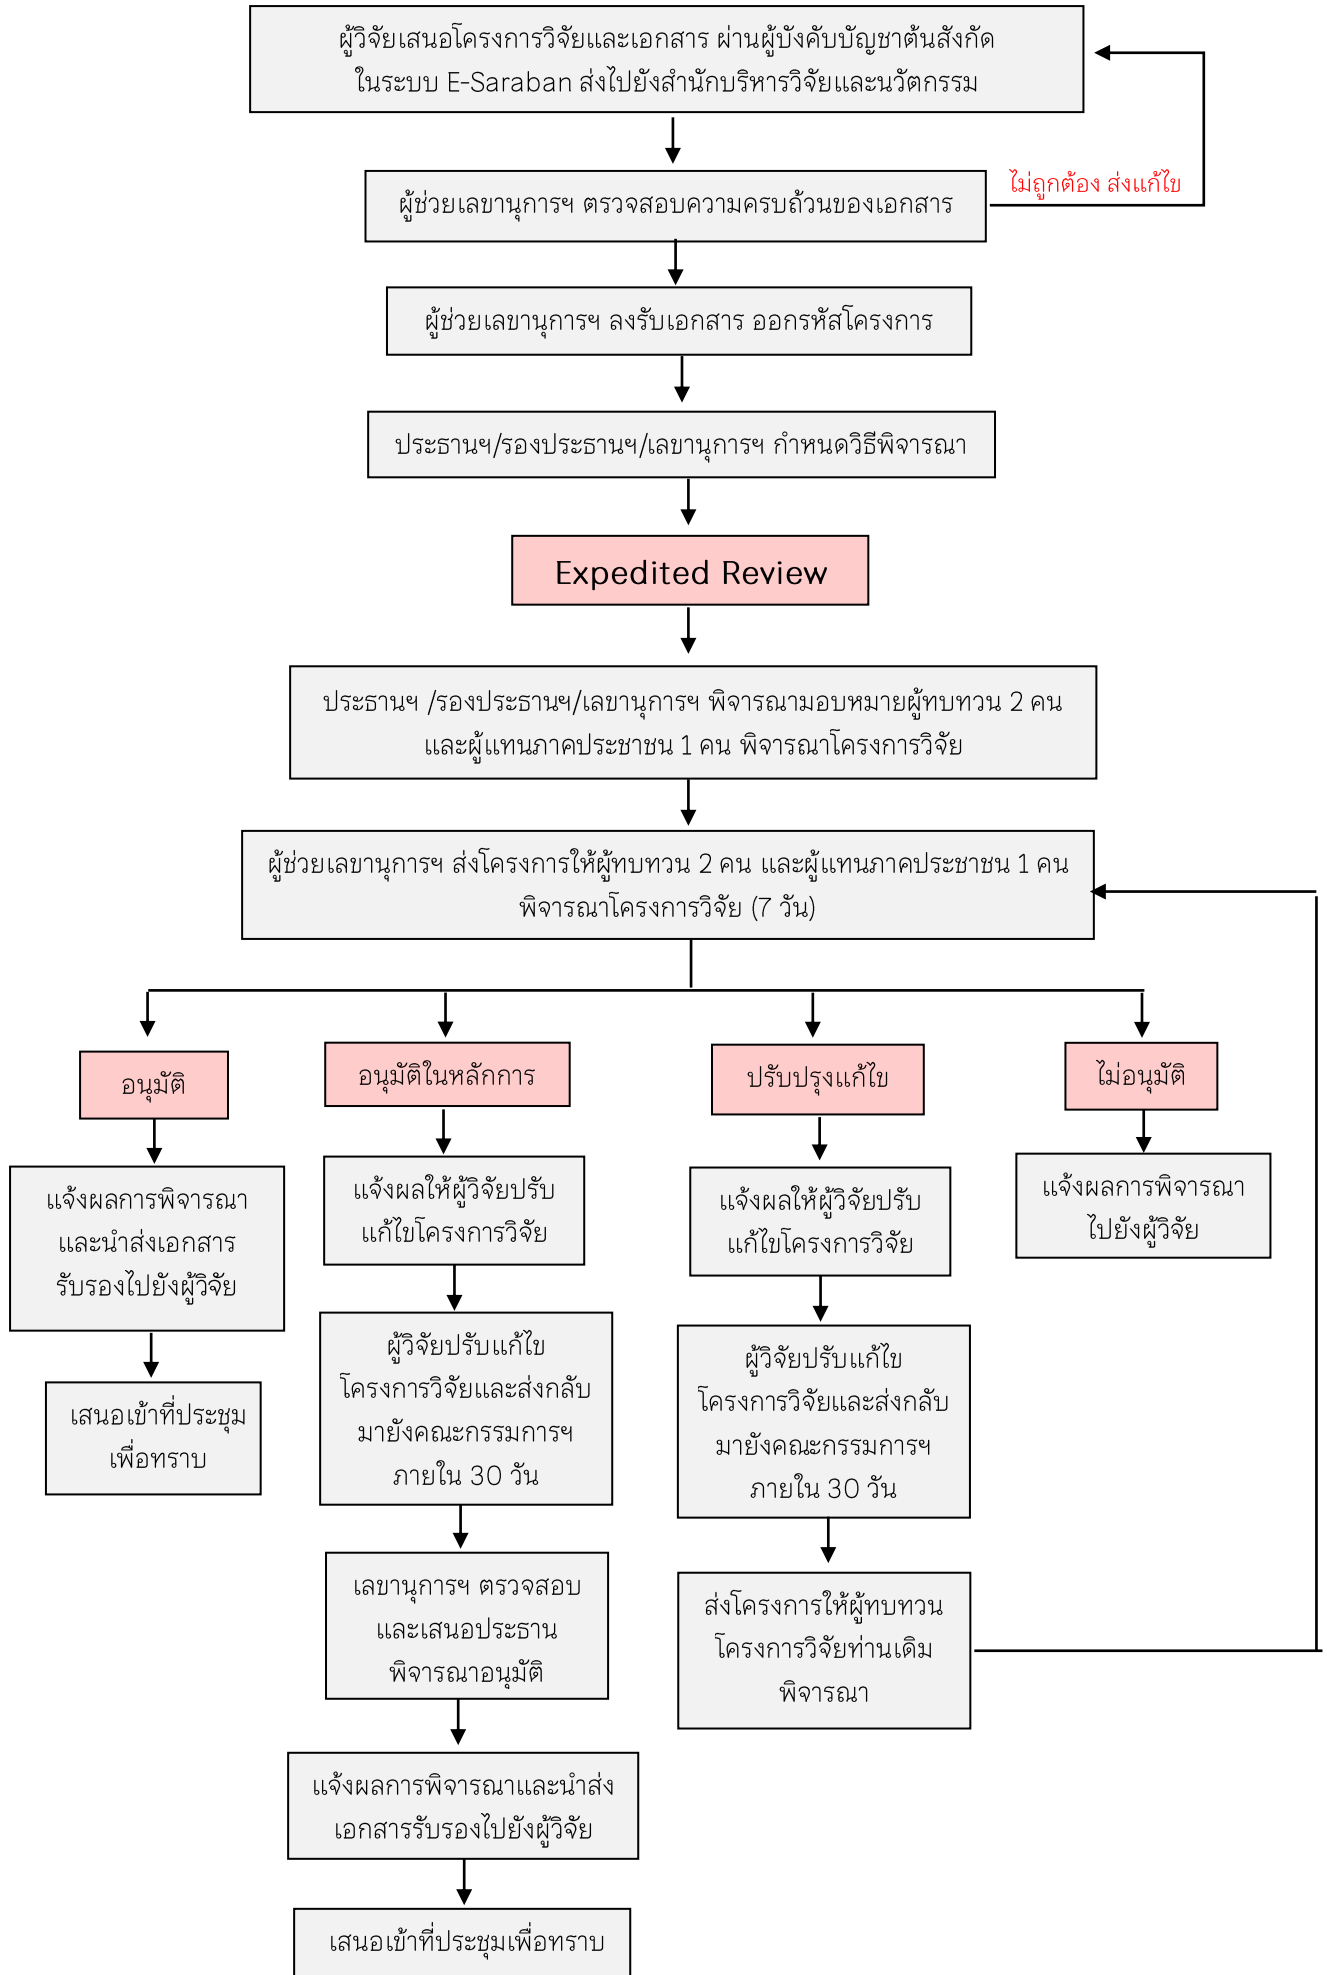 ผู้วิจัยเสนอโครงการวิจัยและเอกสาร ผ่านผู้บังคับบัญชาต้นสังกัด
ในระบบ E-Saraban ส่งไปยังสำนักบริหารวิจัยและนวัตกรรม
ไม่ถูกต้อง ส่งแก้ไข
ผู้ช่วยเลขานุการฯ ตรวจสอบความครบถ้วนของเอกสาร
ผู้ช่วยเลขานุการฯ ลงรับเอกสาร ออกรหัสโครงการ
ประธานฯ/รองประธานฯ/เลขานุการฯ กำหนดวิธีพิจารณา
Expedited Review
ประธานฯ /รองประธานฯ/เลขานุการฯ พิจารณามอบหมายผู้ทบทวน 2 คน
และผู้แทนภาคประชาชน 1 คน พิจารณาโครงการวิจัย
ผู้ช่วยเลขานุการฯ ส่งโครงการให้ผู้ทบทวน 2 คน และผู้แทนภาคประชาชน 1 คน
พิจารณาโครงการวิจัย (7 วัน)
อนุมัติ
แจ้งผลการพิจารณา
และนำส่งเอกสาร
รับรองไปยังผู้วิจัย
เสนอเข้าที่ประชุม
เพื่อทราบ
อนุมัติในหลักการ
แจ้งผลให้ผู้วิจัยปรับ
แก้ไขโครงการวิจัย
ผู้วิจัยปรับแก้ไข
โครงการวิจัยและส่งกลับ
มายังคณะกรรมการฯ
ภายใน 30 วัน
เลขานุการฯ ตรวจสอบ
และเสนอประธาน
พิจารณาอนุมัติ
แจ้งผลการพิจารณาและนำส่ง
เอกสารรับรองไปยังผู้วิจัย
เสนอเข้าที่ประชุมเพื่อทราบ
ปรับปรุงแก้ไข
แจ้งผลให้ผู้วิจัยปรับ
แก้ไขโครงการวิจัย
ผู้วิจัยปรับแก้ไข
โครงการวิจัยและส่งกลับ
มายังคณะกรรมการฯ
ภายใน 30 วัน
ส่งโครงการให้ผู้ทบทวน
โครงการวิจัยท่านเดิม
พิจารณา
ไม่อนุมัติ
แจ้งผลการพิจารณา
ไปยังผู้วิจัย